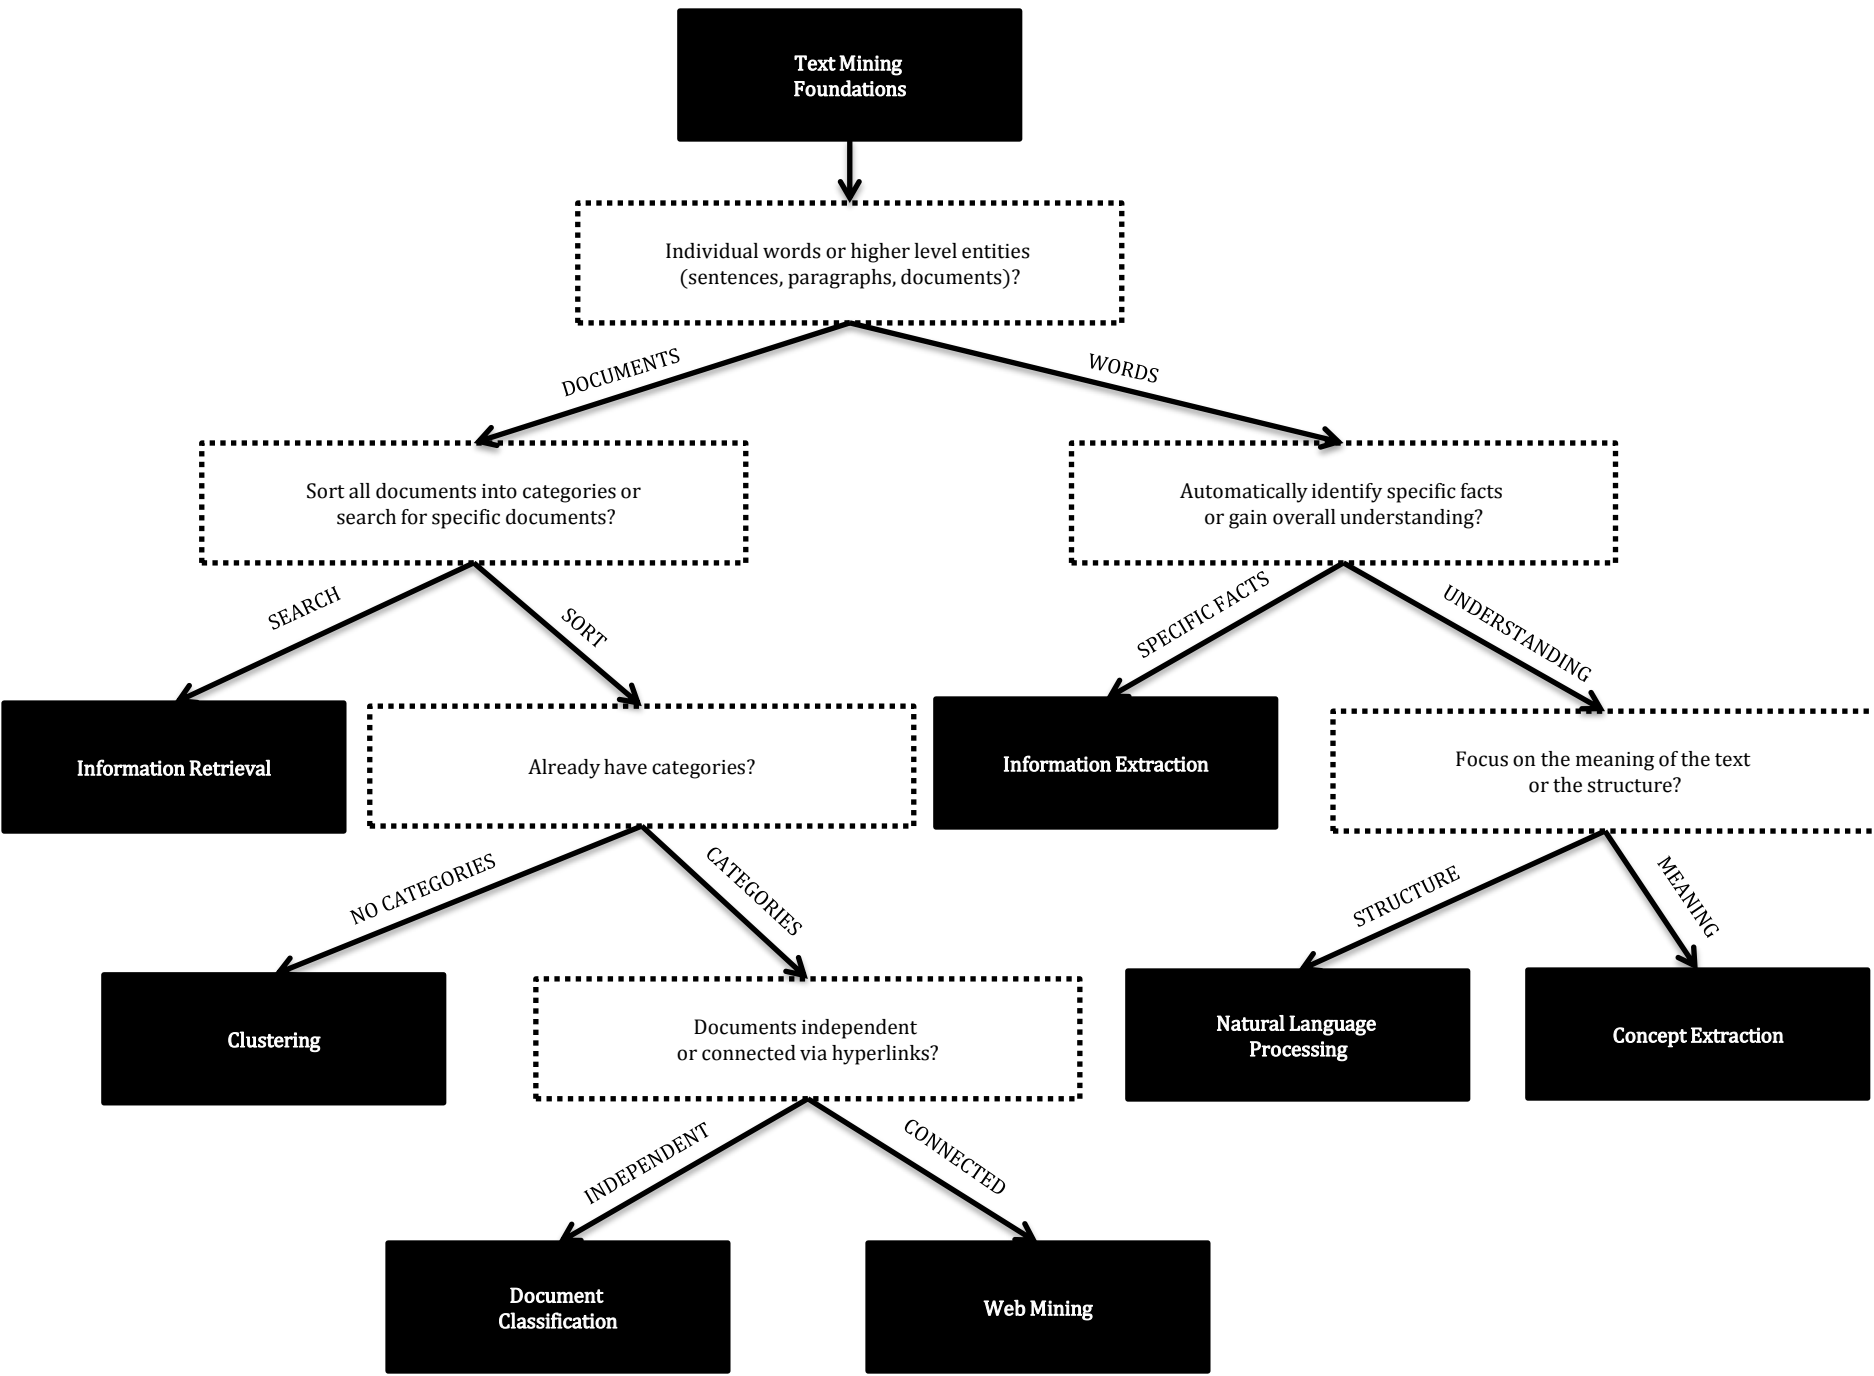 Text Mining
Foundations
Individual words or higher level entities
(sentences, paragraphs, documents)?
DOCUMENTS
WORDS
Sort all documents into categories or
search for specific documents?
Automatically identify specific facts
or gain overall understanding?
SEARCH
SORT
SPECIFIC FACTS
UNDERSTANDING
Information Retrieval
Already have categories?
Information Extraction
Focus on the meaning of the text
or the structure?
NO CATEGORIES
CATEGORIES
STRUCTURE
MEANING
Clustering
Documents independent
or connected via hyperlinks?
Natural Language
Processing
Concept Extraction
INDEPENDENT
CONNECTED
Document
Classification
Web Mining